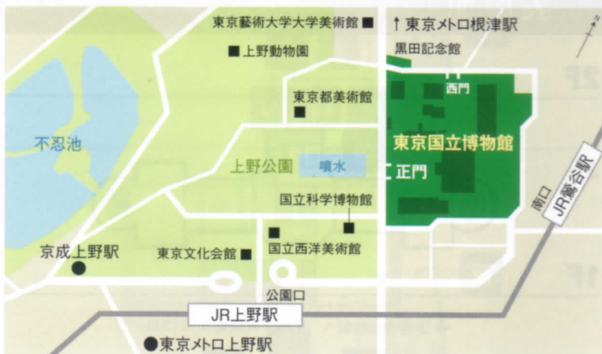 東京藝術大学大学美術館
↑東京メトロ根津駅
上野動物園
黒田記念館
西門
東京都美術館
不忍池
東京国立博物館
上野公園
噴水
正門
国立科学博物館
南口
JR鶯谷駅
京成上野駅
東京文化会館
国立西洋美術館
公園口
JR上野駅
東京メトロ上野駅
2F
1F
N